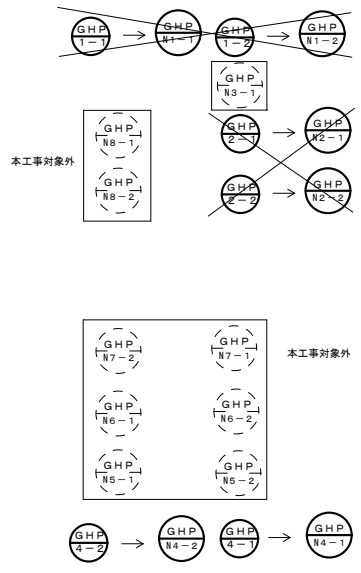 GHP GHP GHP GHP
1-1 → N1-1 1-2 → N1-2
GHP
N3-1
GHP GHP GHP
N8-1 2-1 → N2-1
本工事対象外
GHP GHP GHP
N8-2 2-2 → N2-2
GHP GHP
N7-2 N7-1
本工事対象外
GHP GHP
N6-1 N6-2
GHP GHP
N5-1 N5-2
GHP GHP GHP GHP
4-2 → N4-2 4-1 → N4-1